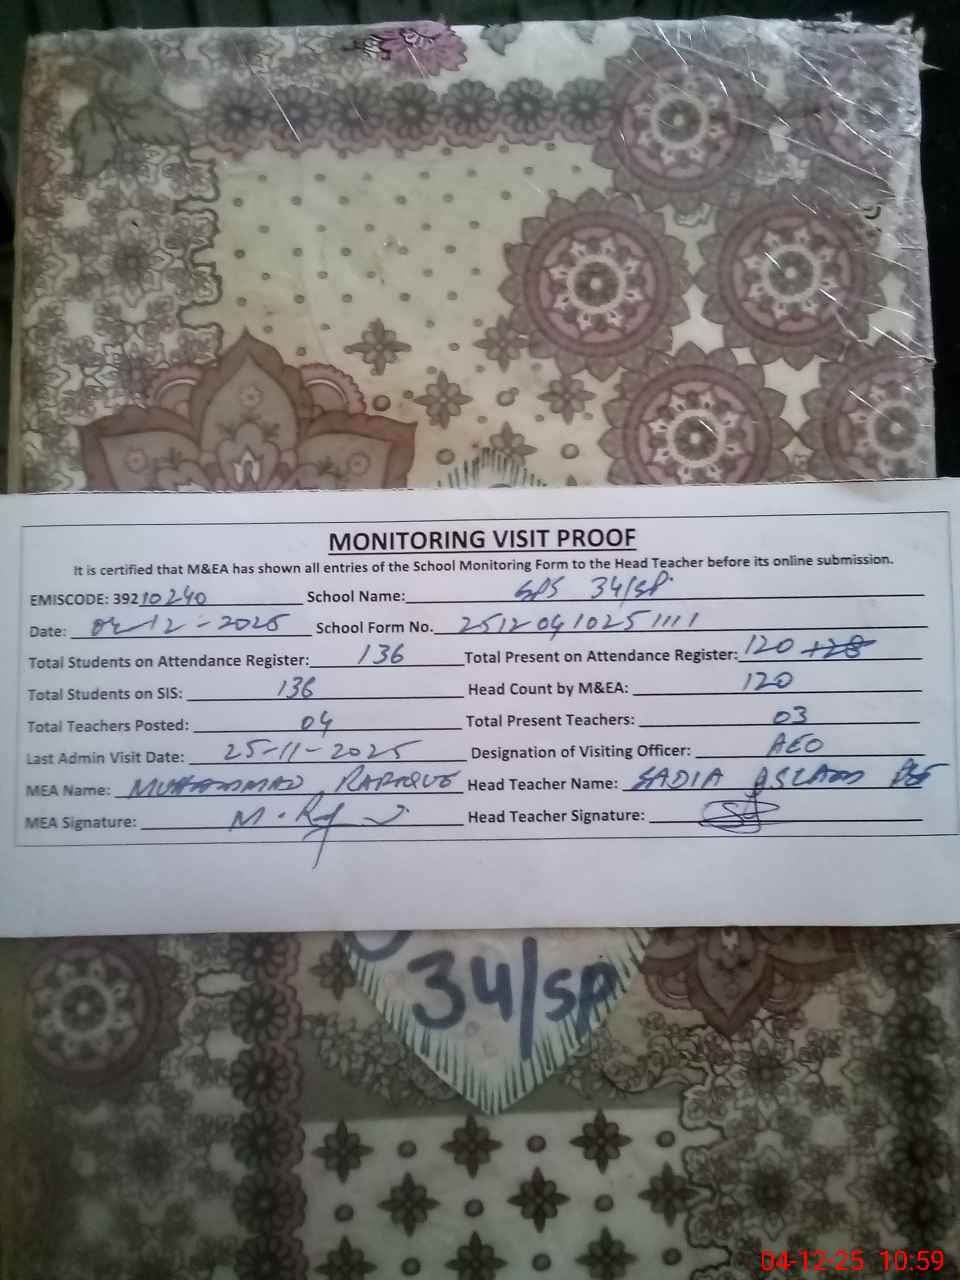 MONITORING VISIT PROOF
It is certified that M&EA has shown all entries of the School Monitoring Form to the Head Teacher before its online submission.
EMISCODE: 39210240 School Name: GPS 34/SP
Date: 04-12-2025 School Form No. 25120410251111
Total Students on Attendance Register: 136 Total Present on Attendance Register: 120 128
Total Students on SIS: 136 Head Count by M&EA: 120
Total Teachers Posted: 04 Total Present Teachers: 03
Last Admin Visit Date: 25-11-2025 Designation of Visiting Officer: AEO
MEA Name: MUHAMMAD RAFIQUE Head Teacher Name: SADIA ASLAM
MEA Signature: Head Teacher Signature:
34/SP
04-12-25 10:59